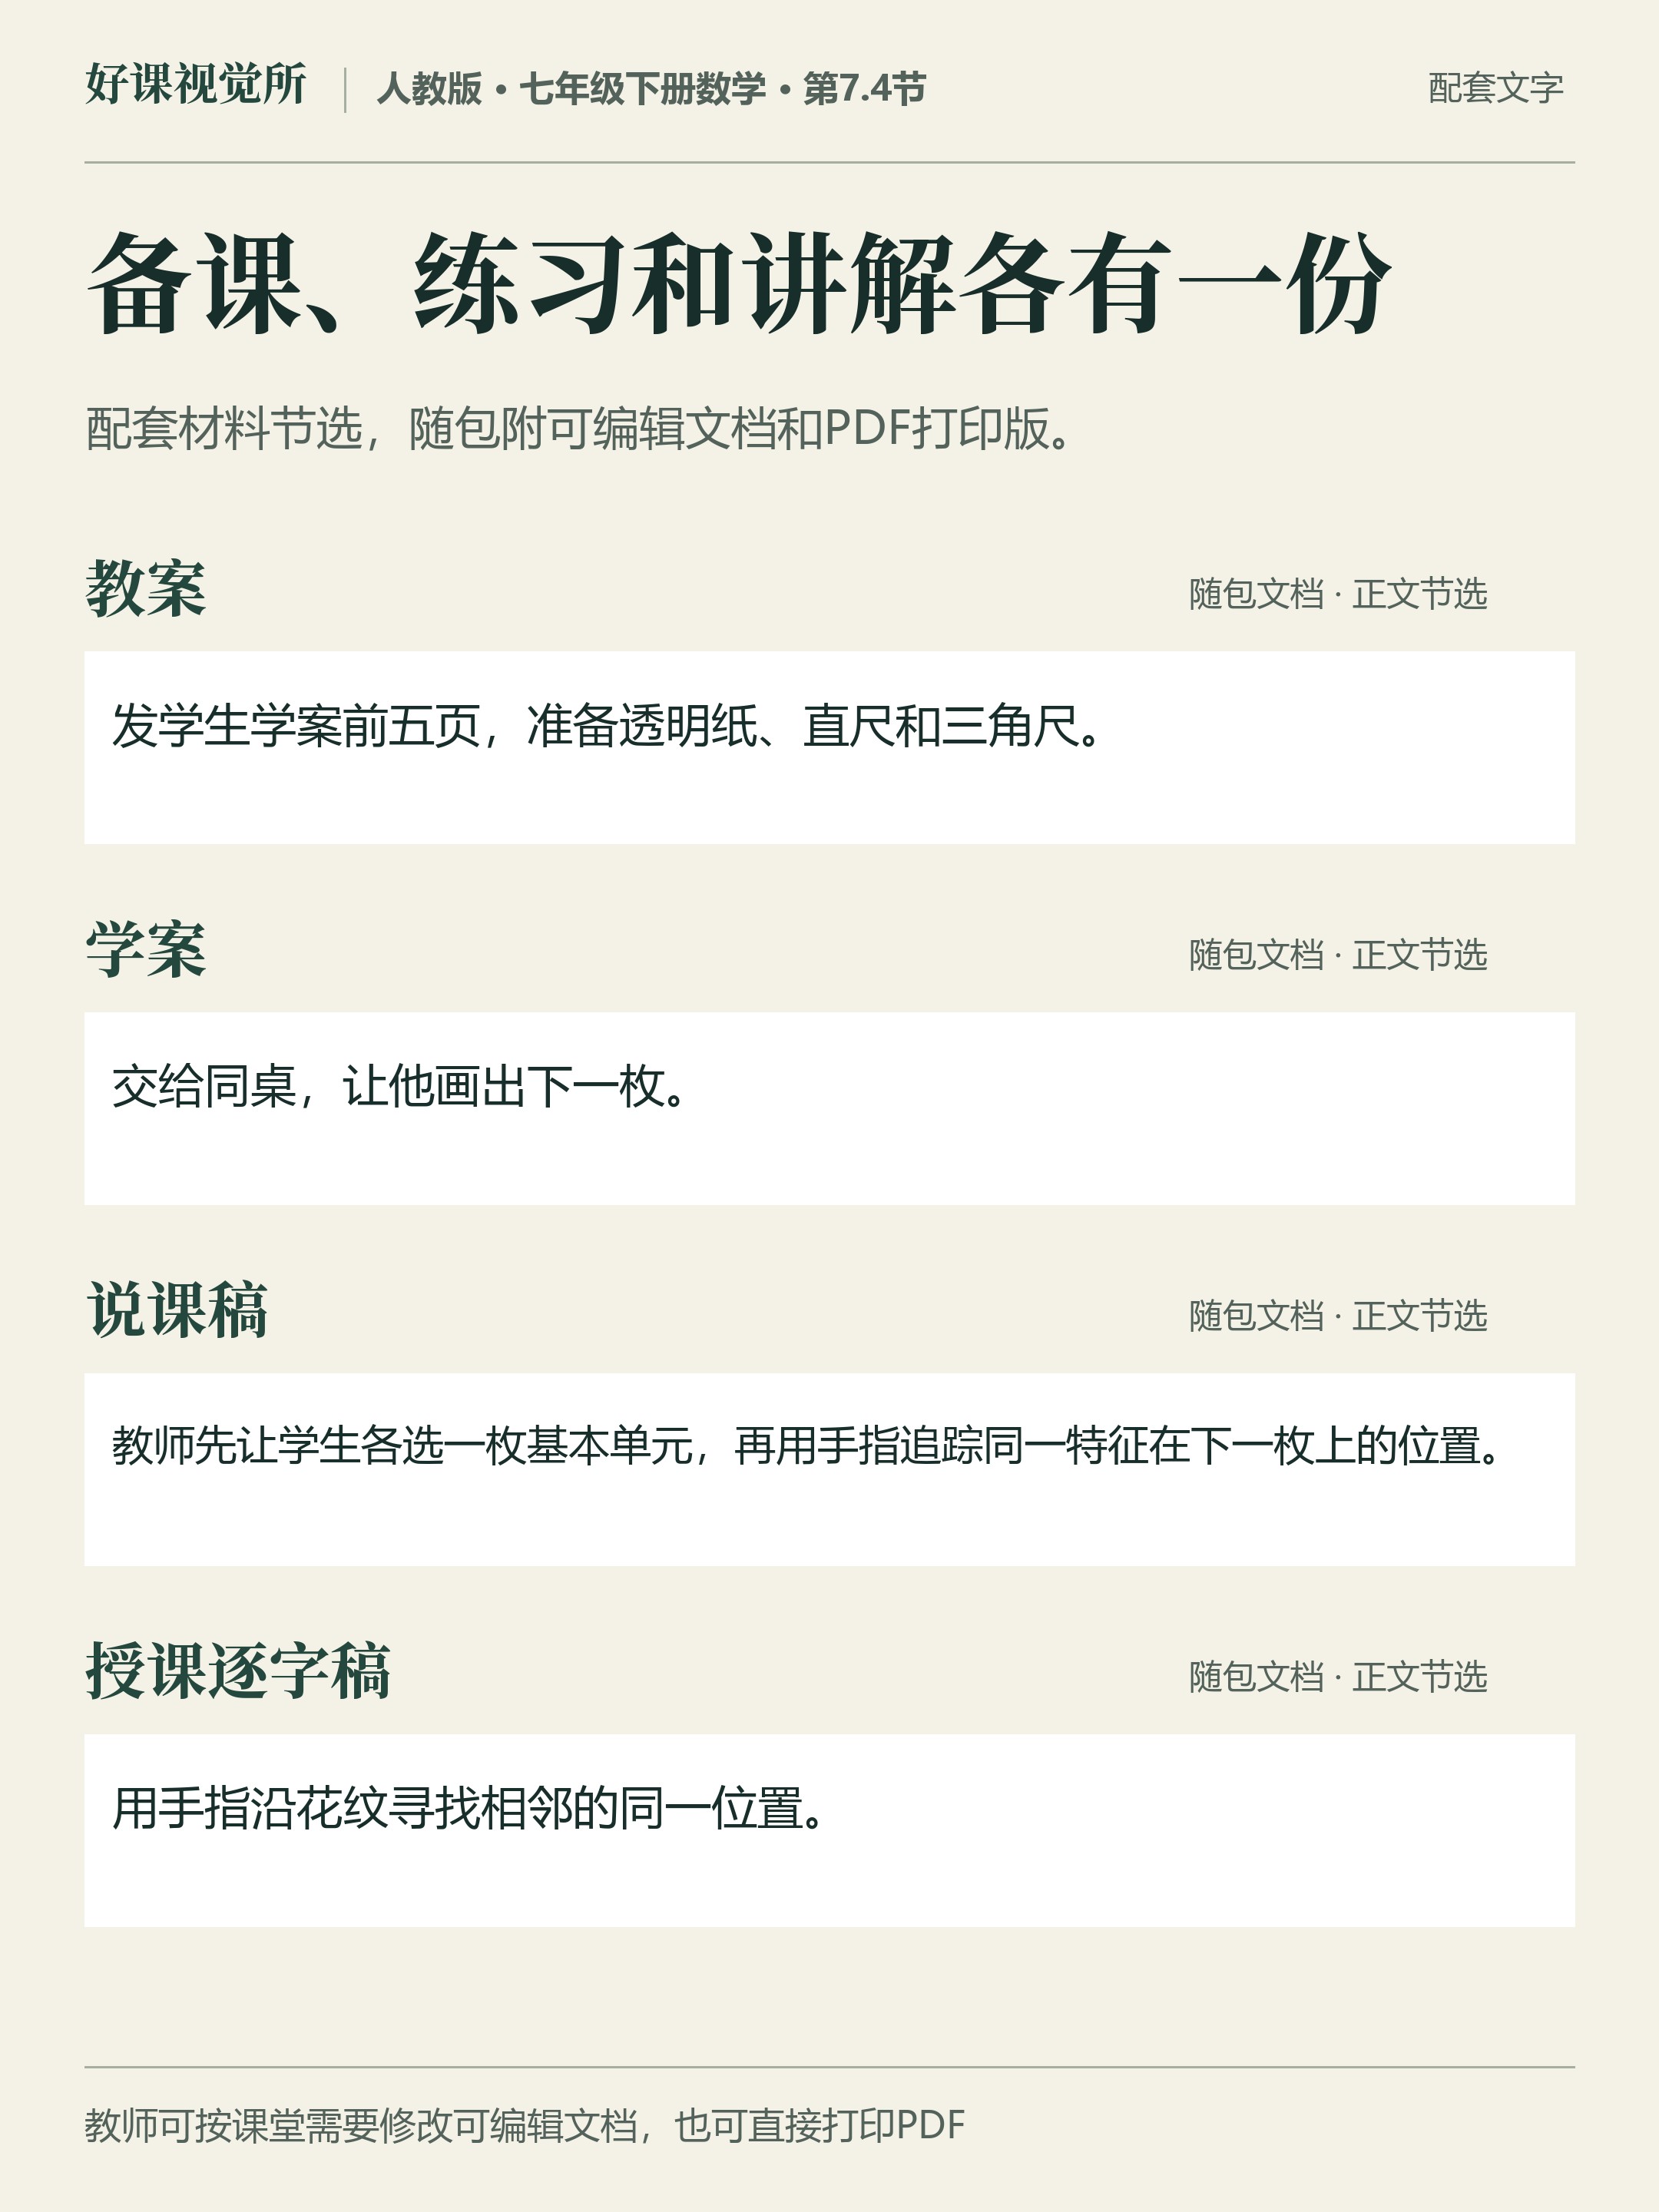 好课视觉所 人教版·七年级下册数学·第7.4节 配套文字
备课、练习和讲解各有一份
配套材料节选，随包附可编辑文档和PDF打印版。
教案 随包文档·正文节选
发学生学案前五页，准备透明纸、直尺和三角尺。
学案 随包文档·正文节选
交给同桌，让他画出下一枚。
说课稿 随包文档·正文节选
教师先让学生各选一枚基本单元，再用手指追踪同一特征在下一枚上的位置。
授课逐字稿 随包文档·正文节选
用手指沿花纹寻找相邻的同一位置。
教师可按课堂需要修改可编辑文档，也可直接打印PDF